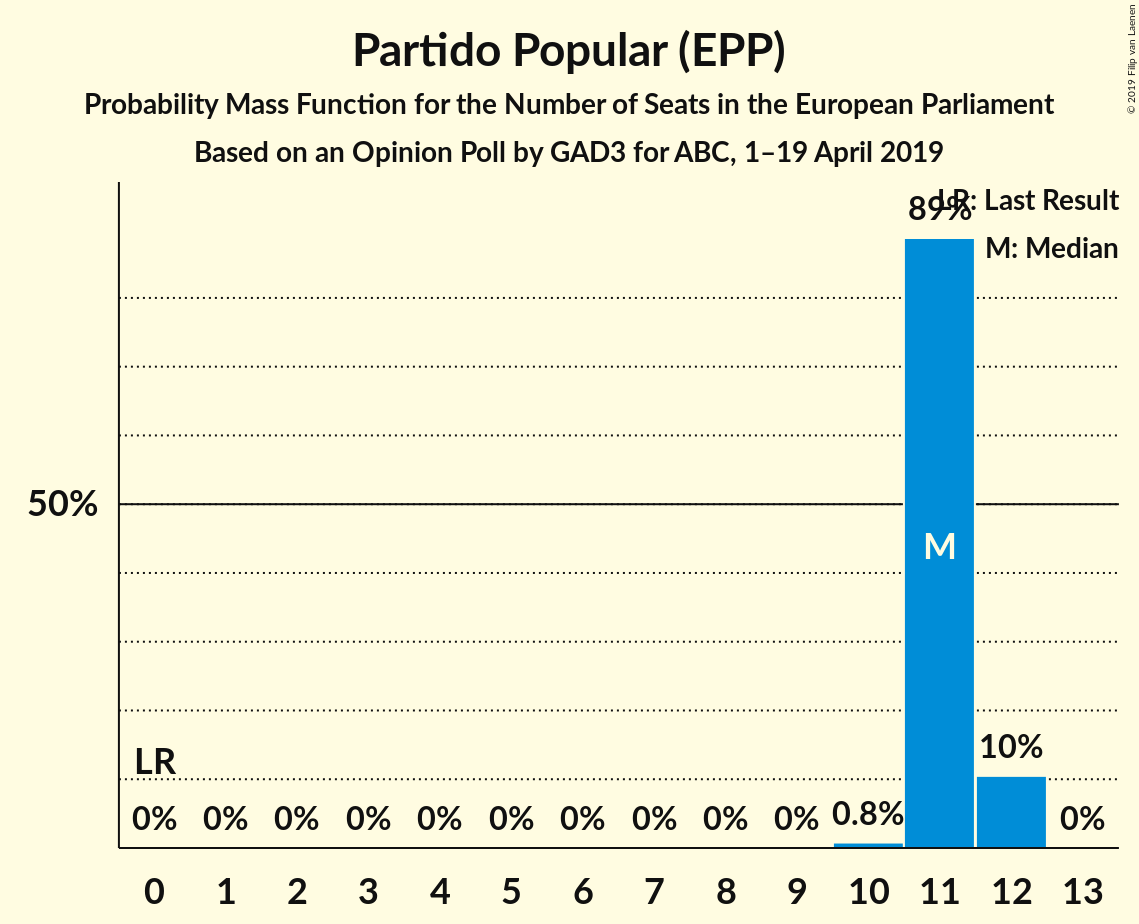 Partido Popular (EPP)
Probability Mass Function for the Number of Seats in the European Parliament
Based on an Opinion Poll by GAD3 for ABC, 1–19 April 2019
© 2019 Filip van Laenen
LR: Last Result
M: Median
89%
50%
M
LR
10%
0% 0% 0% 0% 0% 0% 0% 0% 0% 0% 0.8% 0%
0 1 2 3 4 5 6 7 8 9 10 11 12 13